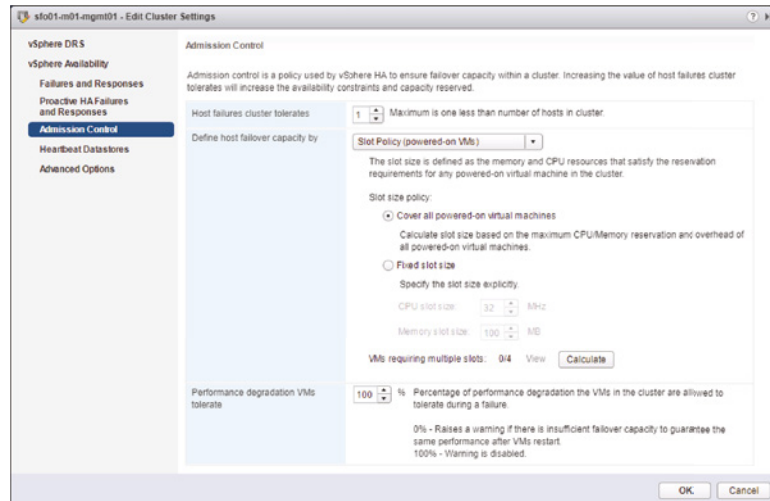 sfo01-m01-mgmt01 - Edit Cluster Settings
?
vSphere DRS
vSphere Availability
Failures and Responses
Proactive HA Failures
and Responses
Admission Control
Heartbeat Datastores
Advanced Options
Admission Control
Admission control is a policy used by vSphere HA to ensure failover capacity within a cluster. Increasing the value of host failures cluster
tolerates will increase the availability constraints and capacity reserved.
Host failures cluster tolerates
1 Maximum is one less than number of hosts in cluster.
Define host failover capacity by
Slot Policy (powered-on VMs)
The slot size is defined as the memory and CPU resources that satisfy the reservation
requirements for any powered-on virtual machine in the cluster.
Slot size policy:
Cover all powered-on virtual machines
Calculate slot size based on the maximum CPU/Memory reservation and overhead of
all powered-on virtual machines.
Fixed slot size
Specify the slot size explicitly.
CPU slot size: 32 MHz
Memory slot size: 100 MB
VMs requiring multiple slots: 0/4 View Calculate
Performance degradation VMs
tolerate
100 % Percentage of performance degradation the VMs in the cluster are allowed to
tolerate during a failure.
0% - Raises a warning if there is insufficient failover capacity to guarantee the
same performance after VMs restart.
100% - Warning is disabled.
OK Cancel